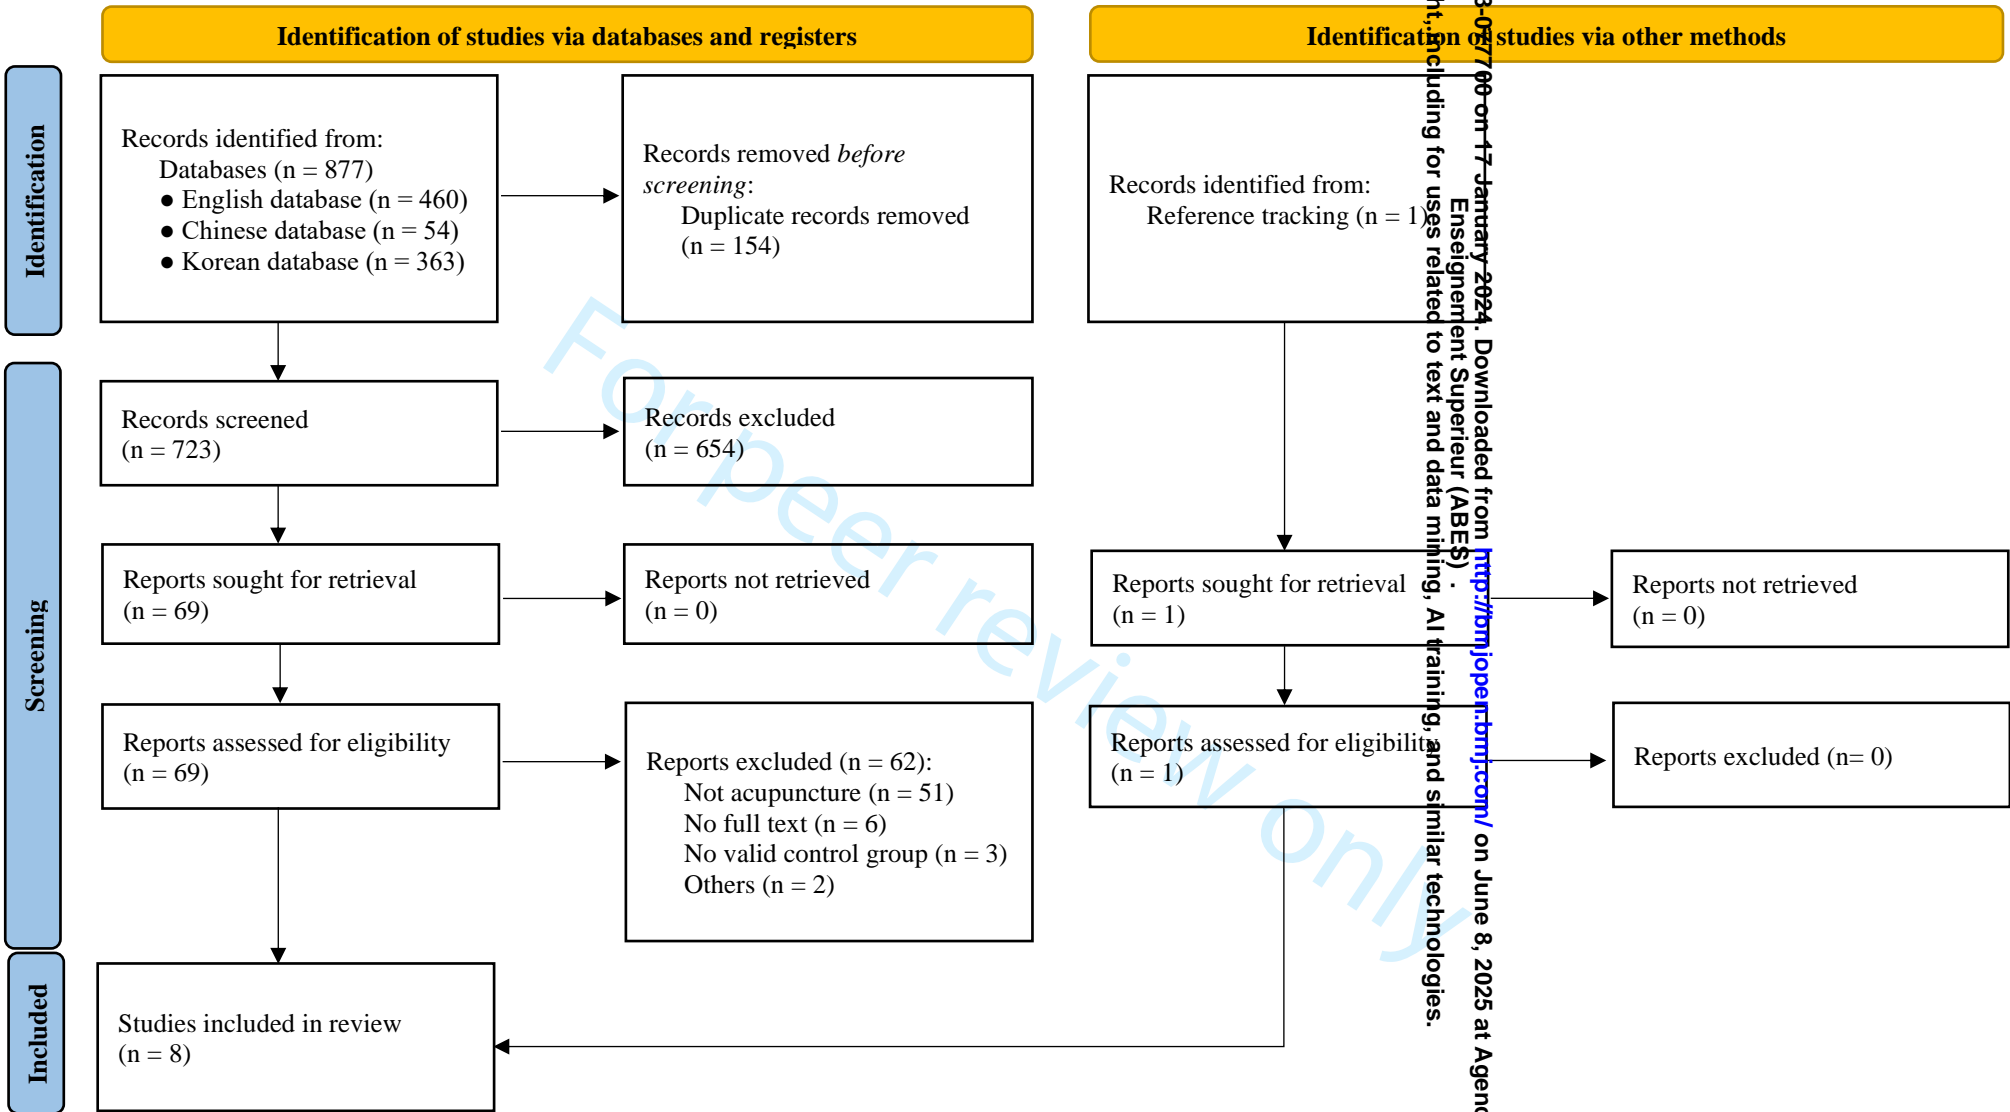 Identification of studies via databases and registers
Identification of studies via other methods
Identification
Records identified from:
Databases (n = 877)
● English database (n = 460)
● Chinese database (n = 54)
● Korean database (n = 363)
Records removed before
screening:
Duplicate records removed
(n = 154)
Records identified from:
Reference tracking (n = 1)
Screening
Records screened
(n = 723)
Records excluded
(n = 654)
Reports sought for retrieval
(n = 69)
Reports not retrieved
(n = 0)
Reports sought for retrieval
(n = 1)
Reports not retrieved
(n = 0)
Reports assessed for eligibility
(n = 69)
Reports excluded (n = 62):
Not acupuncture (n = 51)
No full text (n = 6)
No valid control group (n = 3)
Others (n = 2)
Reports assessed for eligibility
(n = 1)
Reports excluded (n= 0)
Included
Studies included in review
(n = 8)
For peer review only
on 17 January 2024. Downloaded from http://bmjopen.bmj.com/ on June 8, 2025 at
Enseignement Superieur (ABES) .
including for uses related to text and data mining, AI training, and similar technologies.